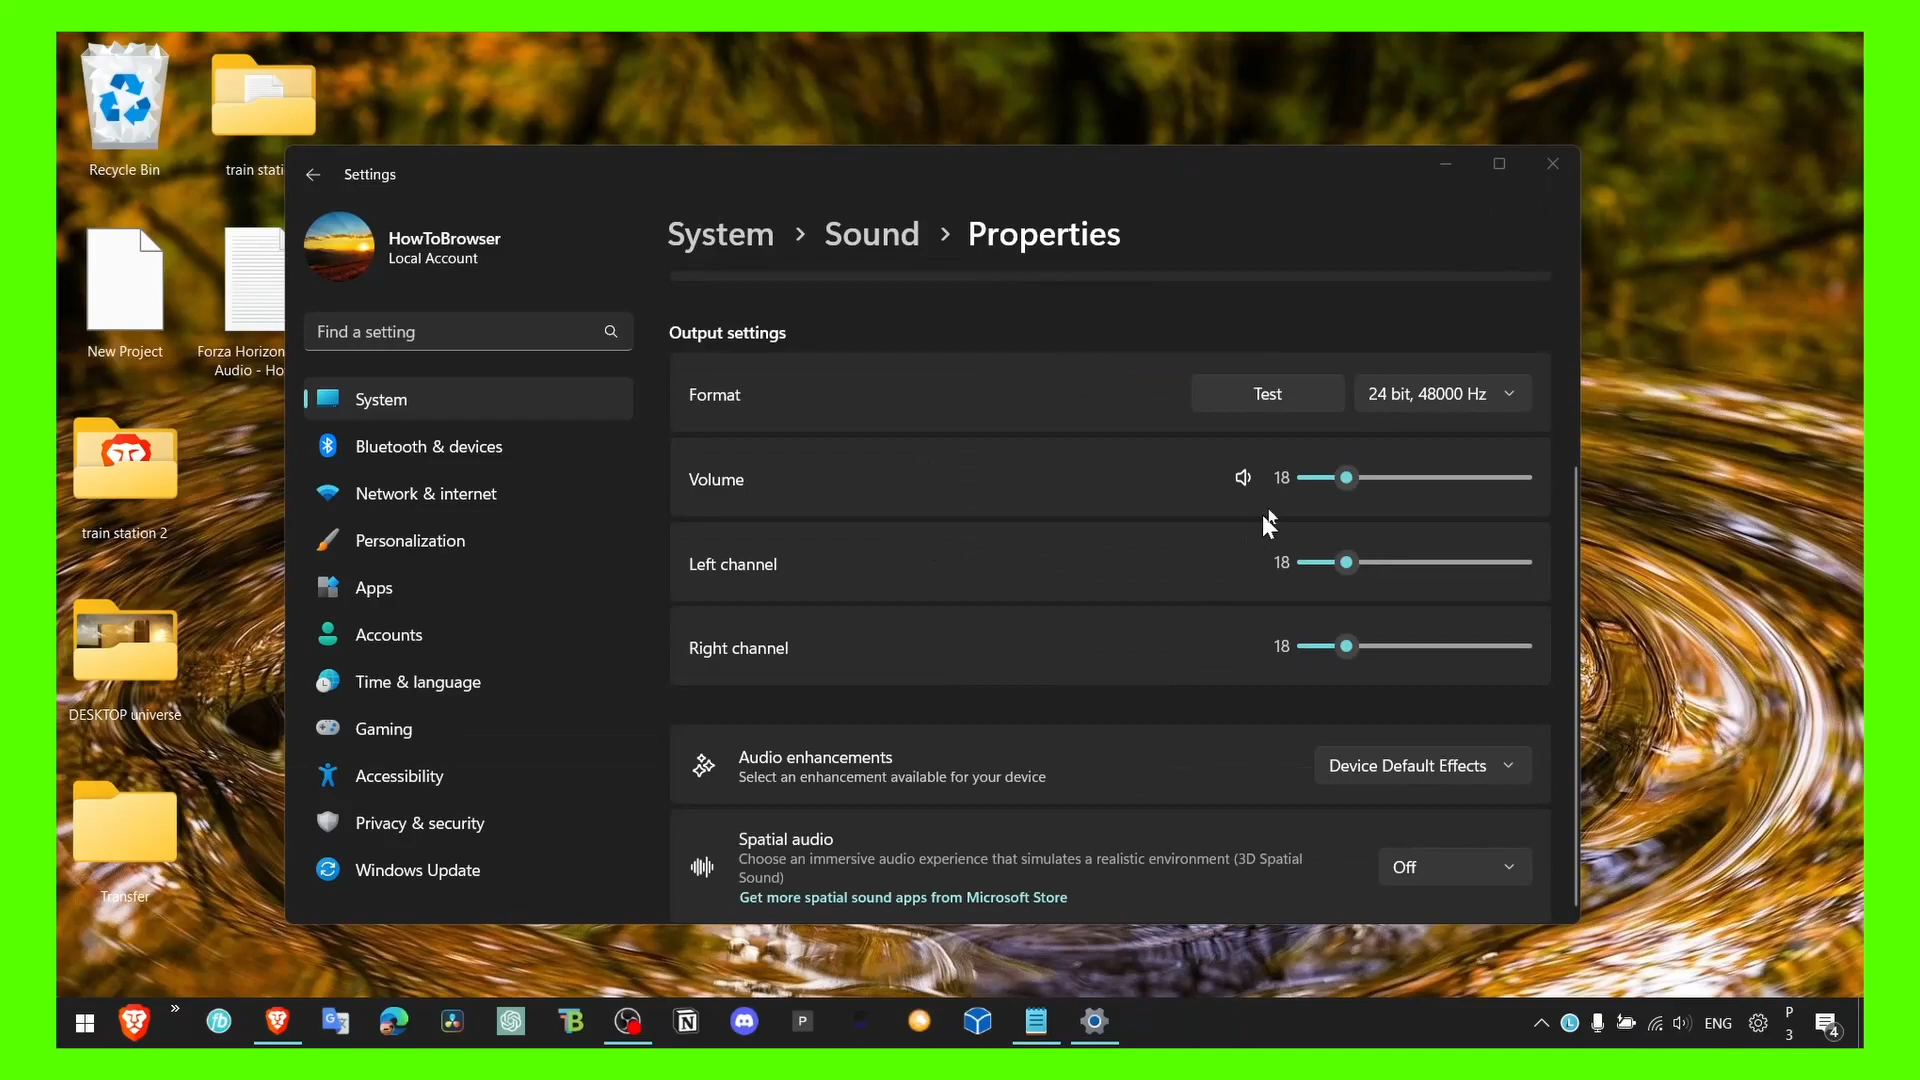 Recycle Bin
train stati
New Project
Forza Horizon
Audio - Ho
train station 2
DESKTOP universe
Transfer
Settings
HowToBrowser
Local Account
Find a setting
System
Bluetooth & devices
Network & internet
Personalization
Apps
Accounts
Time & language
Gaming
Accessibility
Privacy & security
Windows Update
System > Sound > Properties
Output settings
Format
Test
24 bit, 48000 Hz
Volume
18
Left channel
18
Right channel
18
Audio enhancements
Select an enhancement available for your device
Device Default Effects
Spatial audio
Choose an immersive audio experience that simulates a realistic environment (3D Spatial
Sound)
Off
Get more spatial sound apps from Microsoft Store
ENG
P
3
4